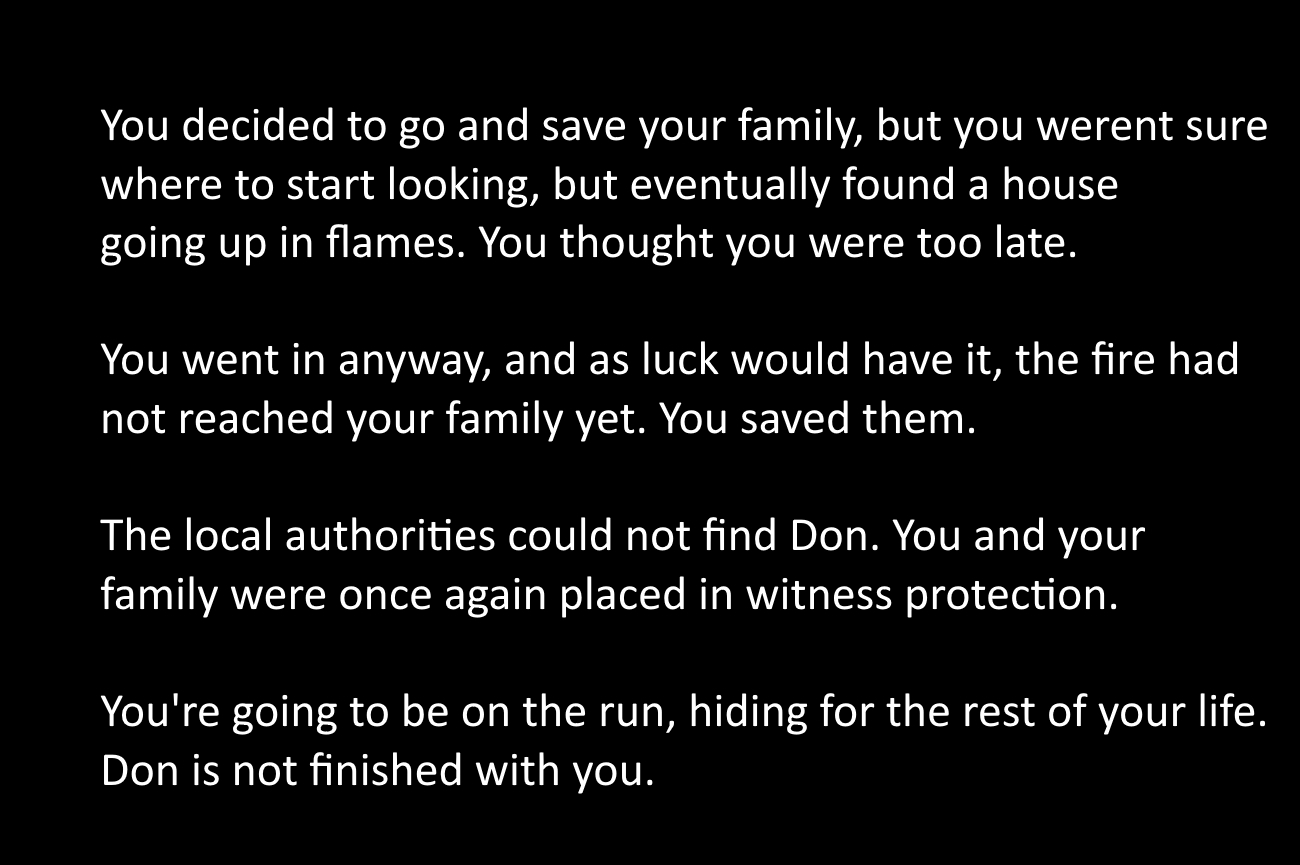 You decided to go and save your family, but you werent sure
where to start looking, but eventually found a house
going up in flames. You thought you were too late.
You went in anyway, and as luck would have it, the fire had
not reached your family yet. You saved them.
The local authorities could not find Don. You and your
family were once again placed in witness protection.
You're going to be on the run, hiding for the rest of your life.
Don is not finished with you.